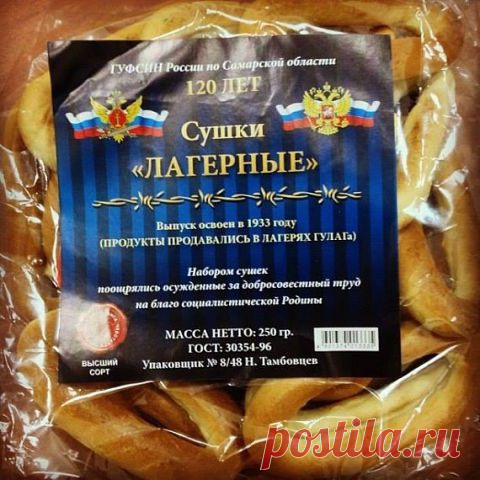 ГУФСИН России по Самарской области
120 ЛЕТ
Сушки
«ЛАГЕРНЫЕ»
Выпуск освоен в 1933 году
(ПРОДУКТЫ ПРОДАВАЛИСЬ В ЛАГЕРЯХ ГУЛАГа)
Набором сушек
поощрялись осужденные за добросовестный труд
на благо социалистической Родины
МАССА НЕТТО: 250 гр.
ГОСТ: 30354-96
Упаковщик № 8/48 Н. Тамбовцев
ВЫСШИЙ
СОРТ
postila.ru